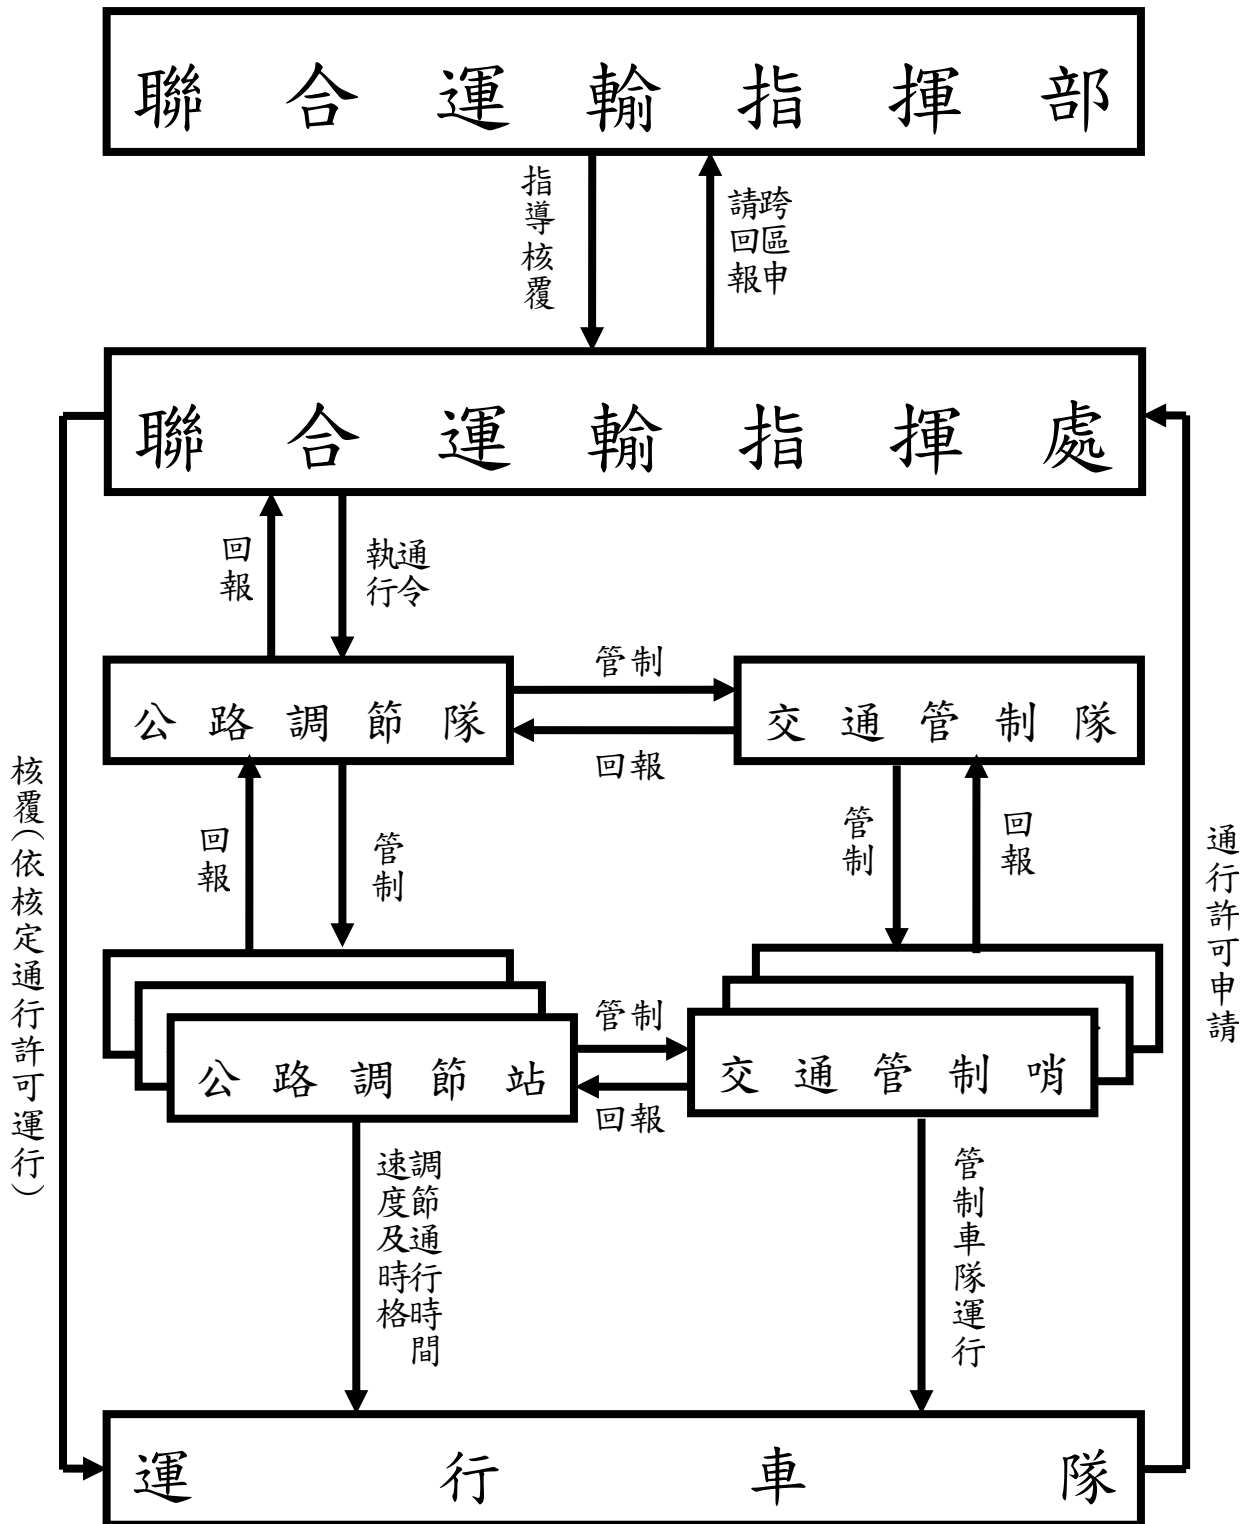 聯合運輸指揮部
指導核覆
跨區申
請回報
聯合運輸指揮處
回報
通令
執行
公路調節隊
管制
回報
交通管制隊
回報
管制
管制
回報
公路調節站
管制
回報
交通管制哨
調節通行時間
速度及時格
管制車隊運行
核覆(依核定通行許可運行)
通行許可申請
運行車隊